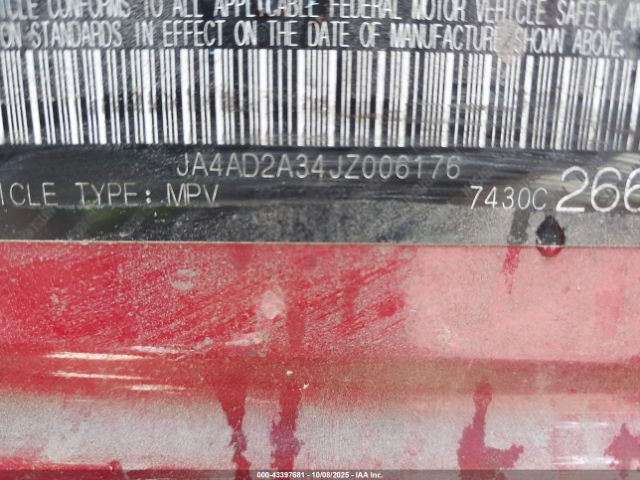 CLE CONFORMS TO ALL APPLICABLE FEDERAL MOTOR VEHICLE SAFETY A
ON STANDARDS IN EFFECT ON THE DATE OF MANUFACTURE SHOWN ABOVE.
JA4AD2A34JZ006176
ICLE TYPE: MPV 7430C 266
000-43397681 - 10/08/2025 - IAA Inc.